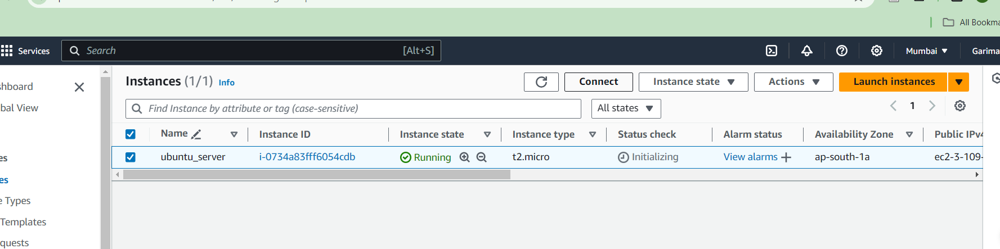 All Bookma
Services
Search
[Alt+S]
Mumbai
Garima
shboard
bal View
es
es
e Types
Templates
quests
Instances (1/1) Info
Connect
Instance state
Actions
Launch instances
Find Instance by attribute or tag (case-sensitive)
All states
1
Name Instance ID Instance state Instance type Status check Alarm status Availability Zone Public IPv4
ubuntu_server i-0734a83fff6054cdb Running t2.micro Initializing View alarms ap-south-1a ec2-3-109-